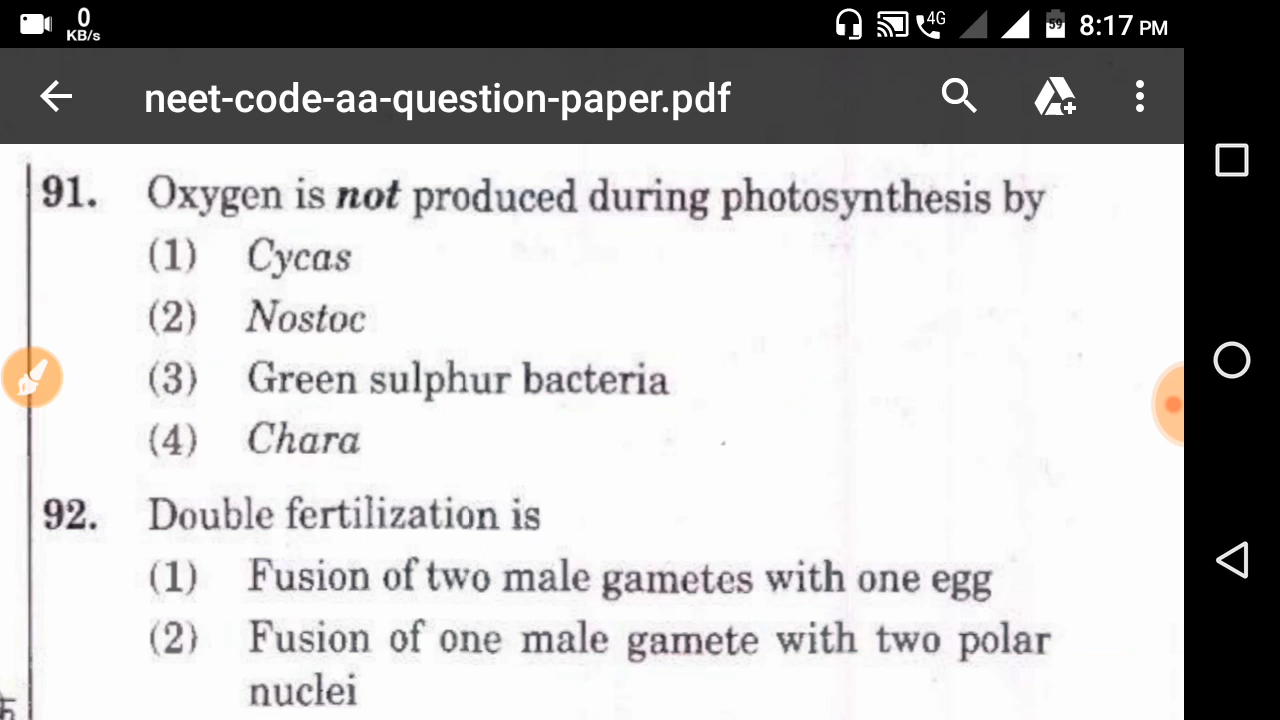 0
KB/s
4G
59
8:17 PM
neet-code-aa-question-paper.pdf
91. Oxygen is not produced during photosynthesis by
(1) Cycas
(2) Nostoc
(3) Green sulphur bacteria
(4) Chara
92. Double fertilization is
(1) Fusion of two male gametes with one egg
(2) Fusion of one male gamete with two polar
nuclei